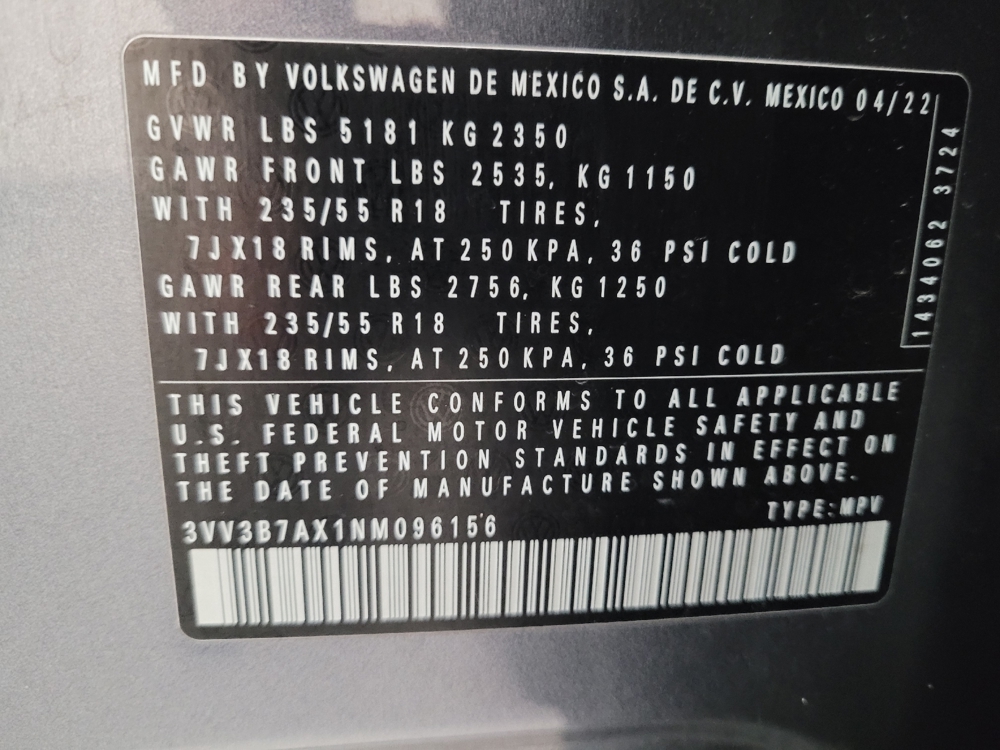 MFD BY VOLKSWAGEN DE MEXICO S.A. DE C.V. MEXICO 04/22
GVWR LBS 5181 KG 2350
GAWR FRONT LBS 2535, KG 1150
WITH 235/55 R18 TIRES,
7JX18 RIMS, AT 250 KPA, 36 PSI COLD
GAWR REAR LBS 2756, KG 1250
WITH 235/55 R18 TIRES,
7JX18 RIMS, AT 250 KPA, 36 PSI COLD
1434062 3724
THIS VEHICLE CONFORMS TO ALL APPLICABLE
U.S. FEDERAL MOTOR VEHICLE SAFETY AND
THEFT PREVENTION STANDARDS IN EFFECT ON
THE DATE OF MANUFACTURE SHOWN ABOVE.
TYPE: MPV
3VV3B7AX1NM096156